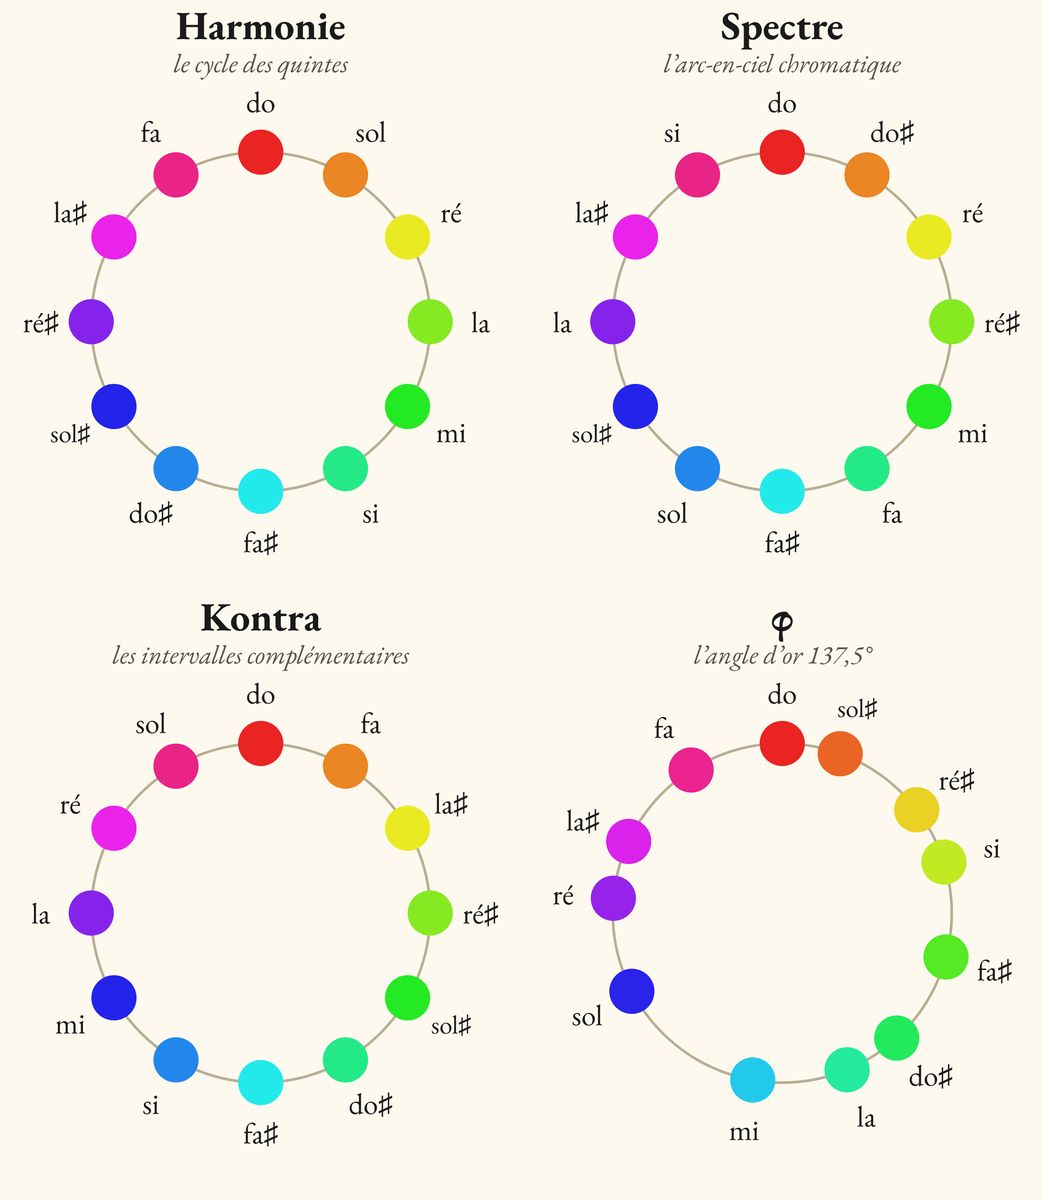 Harmonie
le cycle des quintes
do
sol
ré
la
mi
si
fa♯
do♯
sol♯
ré♯
la♯
fa
Spectre
l’arc-en-ciel chromatique
do
do♯
ré
ré♯
mi
fa
fa♯
sol
sol♯
la
la♯
si
Kontra
les intervalles complémentaires
do
fa
la♯
ré♯
sol♯
do♯
fa♯
si
mi
la
ré
sol
φ
l’angle d’or 137,5°
do
sol♯
ré♯
si
fa♯
do♯
la
mi
sol
ré
la♯
fa